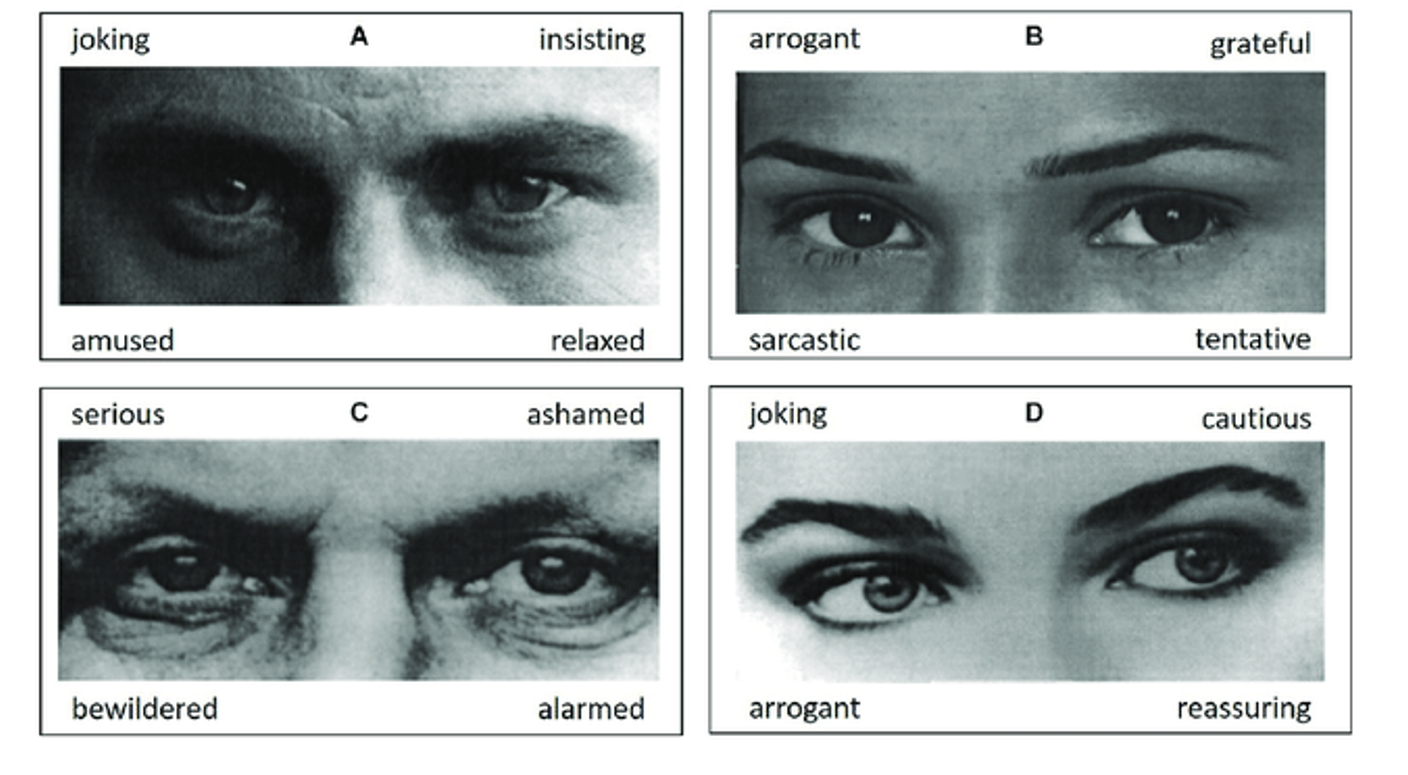 joking A insisting
amused relaxed
arrogant B grateful
sarcastic tentative
serious C ashamed
bewildered alarmed
joking D cautious
arrogant reassuring